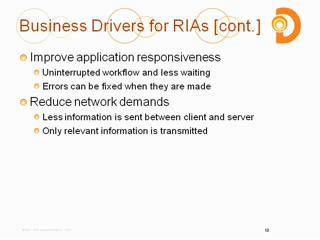 Business Drivers for RIAs [cont.]
Improve application responsiveness
Uninterrupted workflow and less waiting
Errors can be fixed when they are made
Reduce network demands
Less information is sent between client and server
Only relevant information is transmitted